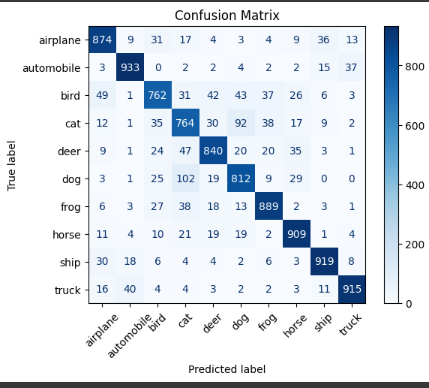 Confusion Matrix
True label
airplane 874 9 31 17 4 3 4 9 36 13
automobile 3 933 0 2 2 4 2 2 15 37
bird 49 1 762 31 42 43 37 26 6 3
cat 12 1 35 764 30 92 38 17 9 2
deer 9 1 24 47 840 20 20 35 3 1
dog 3 1 25 102 19 812 9 29 0 0
frog 6 3 27 38 18 13 889 2 3 1
horse 11 4 10 21 19 19 2 909 1 4
ship 30 18 6 4 4 2 6 3 919 8
truck 16 40 4 4 3 2 2 3 11 915
airplane automobile bird cat deer dog frog horse ship truck
Predicted label
800
600
400
200
0